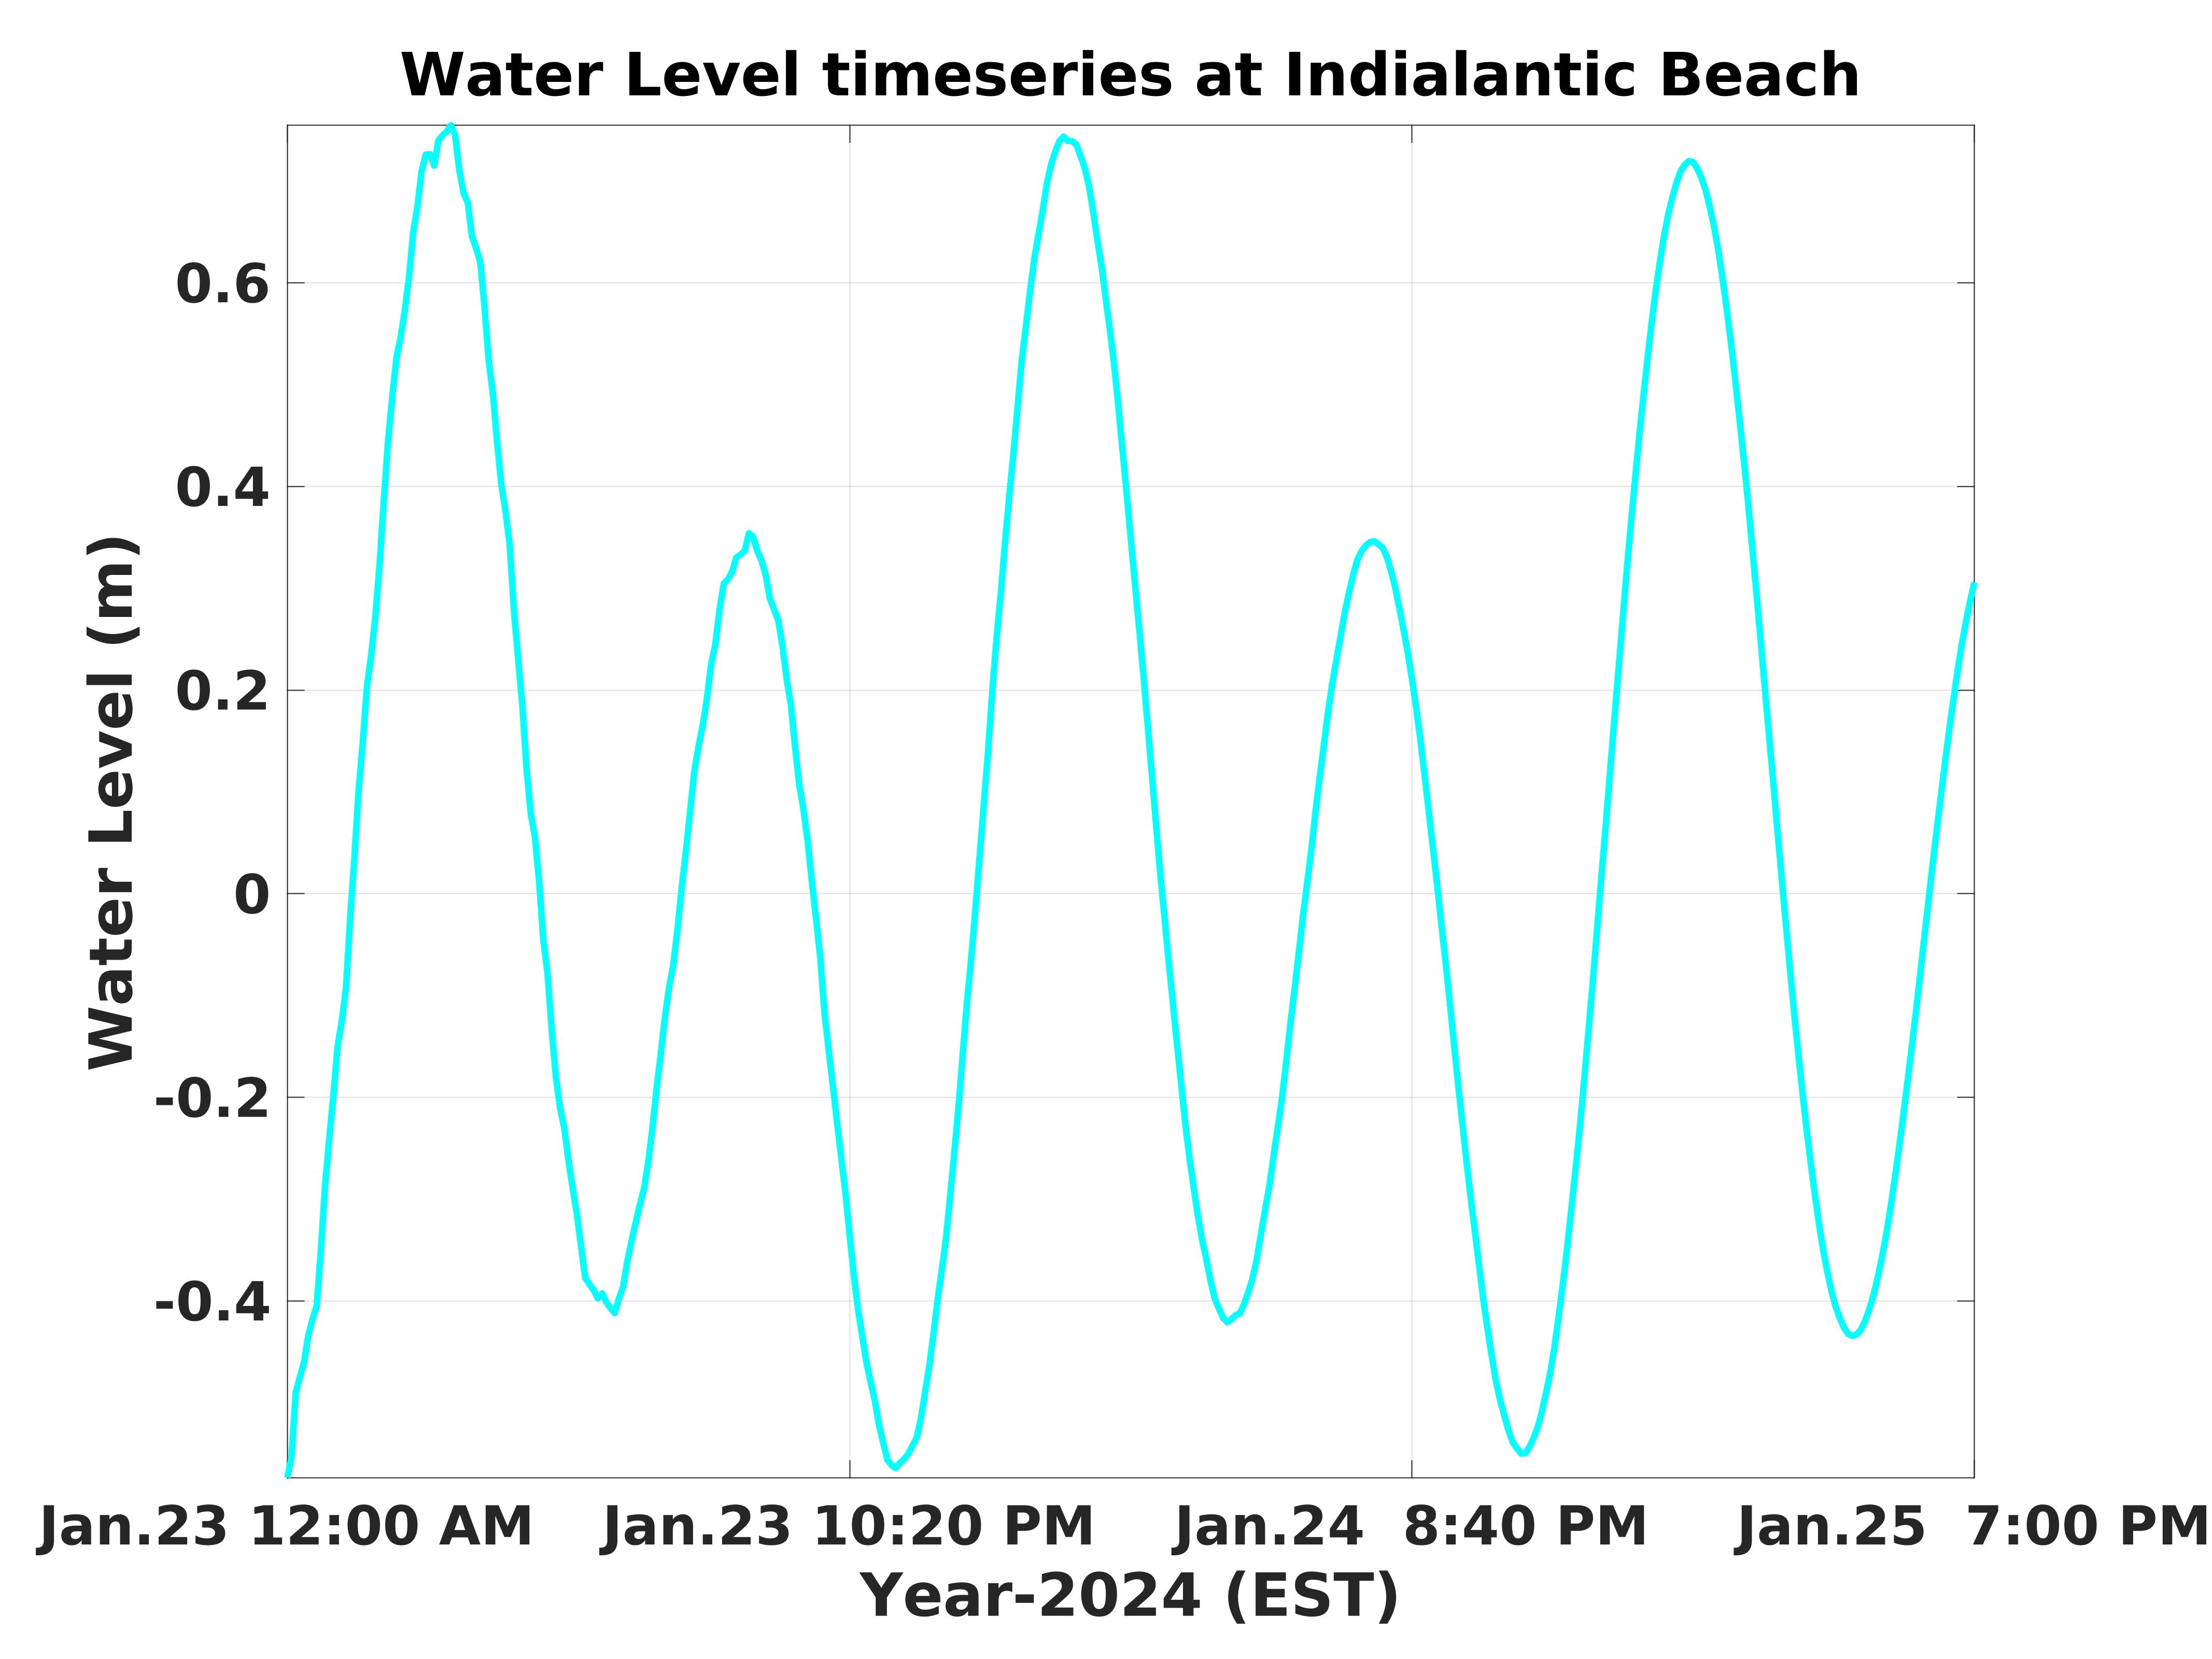 Water Level timeseries at Indialantic Beach
Water Level (m)
0.6
0.4
0.2
0
-0.2
-0.4
Jan.23 12:00 AM Jan.23 10:20 PM Jan.24 8:40 PM Jan.25 7:00 PM
Year-2024 (EST)